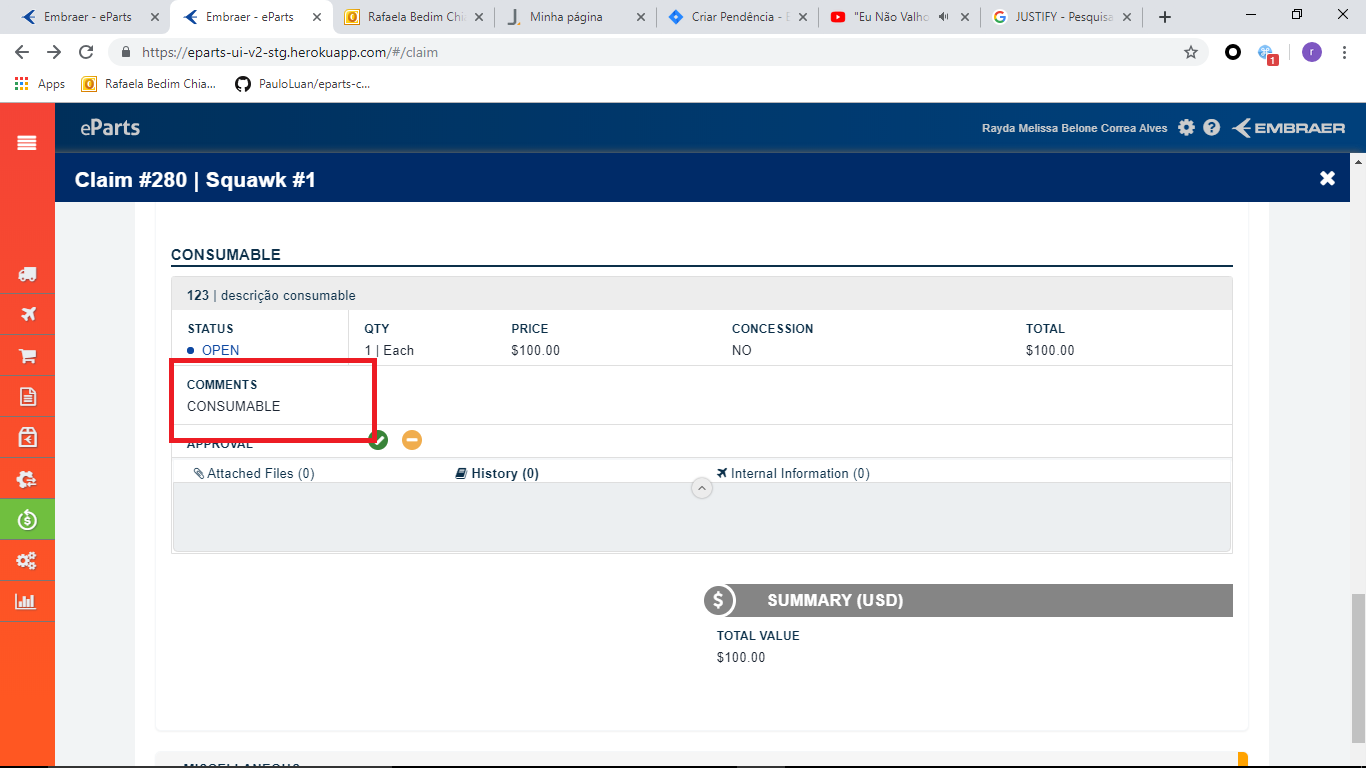 Embraer - eParts
Embraer - eParts
Rafaela Bedim Chia
Minha página
Criar Pendência -
"Eu Não Valho
JUSTIFY - Pesquisa
https://eparts-ui-v2-stg.herokuapp.com/#/claim
r
1
Apps
Rafaela Bedim Chia...
PauloLuan/eparts-c...
eParts
Rayda Melissa Belone Correa Alves
EMBRAER
Claim #280 | Squawk #1
CONSUMABLE
123 | descrição consumable
STATUS QTY PRICE CONCESSION TOTAL
OPEN 1 | Each $100.00 NO $100.00
COMMENTS
CONSUMABLE
APPROVAL
Attached Files (0) History (0) Internal Information (0)
$ SUMMARY (USD)
TOTAL VALUE
$100.00
MISCELLANEOUS